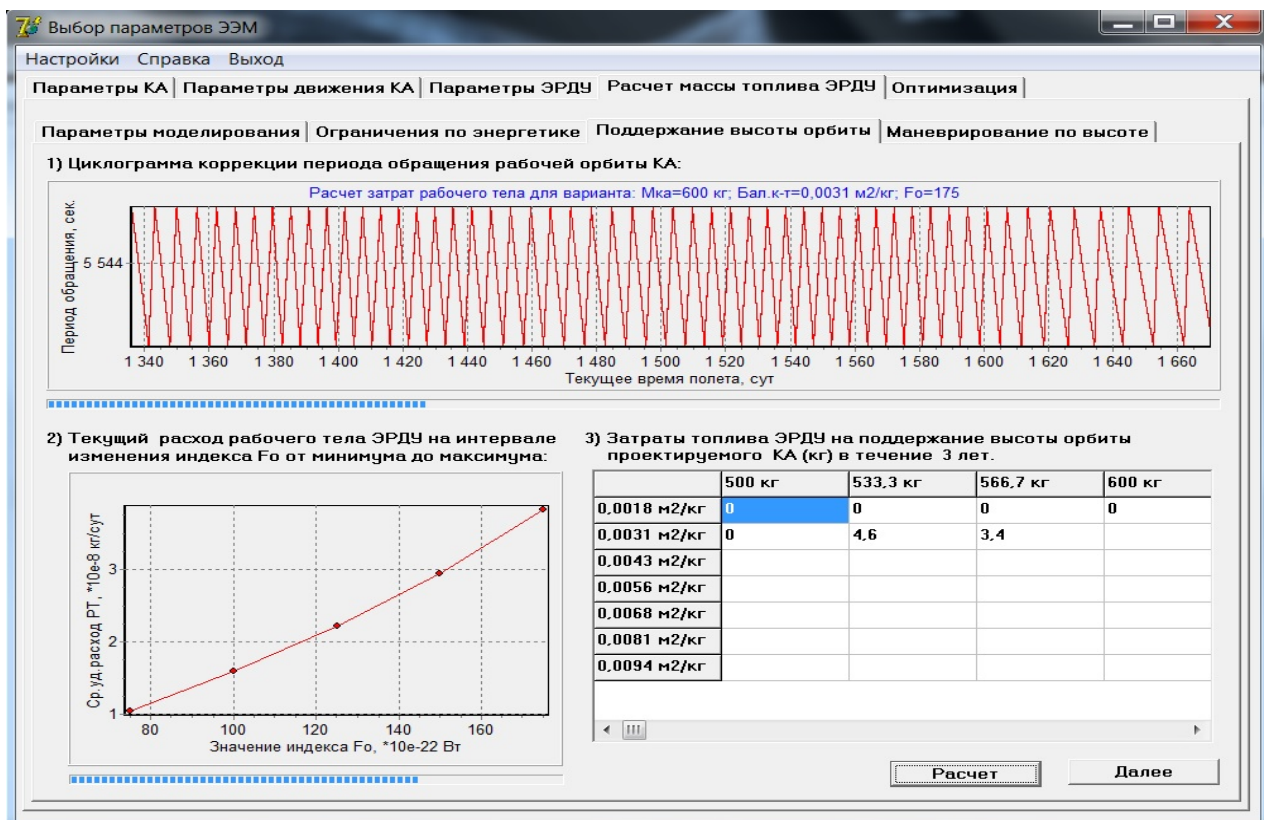 Выбор параметров ЭЭМ
Настройки Справка Выход
Параметры КА Параметры движения КА Параметры ЭРДУ Расчет массы топлива ЭРДУ Оптимизация
Параметры моделирования Ограничения по энергетике Поддержание высоты орбиты Маневрирование по высоте
1) Циклограмма коррекции периода обращения рабочей орбиты КА:
Расчет затрат рабочего тела для варианта: Мка=600 кг; Бал.к-т=0,0031 м2/кг; Fo=175
Период обращения, сек.
5 544
1 340 1 360 1 380 1 400 1 420 1 440 1 460 1 480 1 500 1 520 1 540 1 560 1 580 1 600 1 620 1 640 1 660
Текущее время полета, сут
2) Текущий расход рабочего тела ЭРДУ на интервале
изменения индекса Fo от минимума до максимума:
Ср.уд.расход РТ, *10e-8 кг/сут
3
2
1
80 100 120 140 160
Значение индекса Fo, *10e-22 Вт
3) Затраты топлива ЭРДУ на поддержание высоты орбиты
проектируемого КА (кг) в течение 3 лет.
500 кг 533,3 кг 566,7 кг 600 кг
0,0018 м2/кг 0 0 0 0
0,0031 м2/кг 0 4,6 3,4
0,0043 м2/кг
0,0056 м2/кг
0,0068 м2/кг
0,0081 м2/кг
0,0094 м2/кг
Расчет Далее